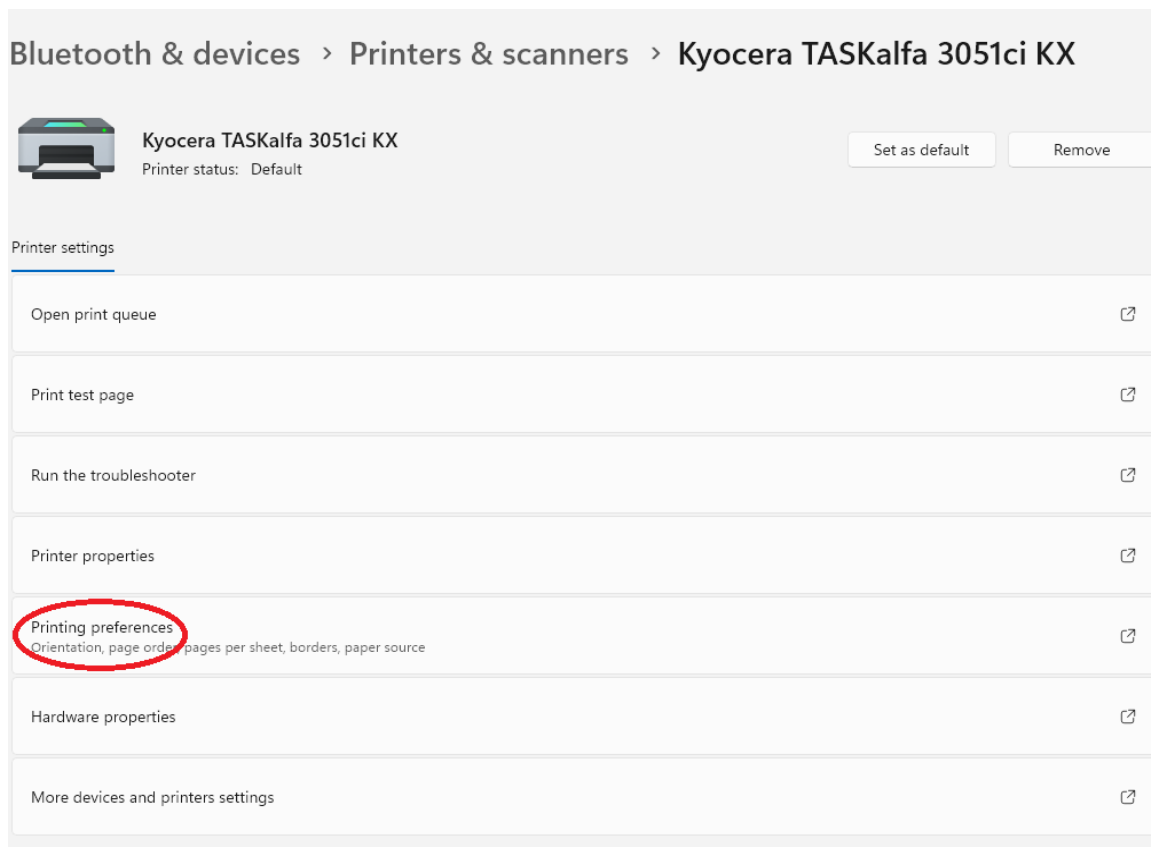 Bluetooth & devices > Printers & scanners > Kyocera TASKalfa 3051ci KX
Kyocera TASKalfa 3051ci KX
Printer status: Default
Set as default
Remove
Printer settings
Open print queue
Print test page
Run the troubleshooter
Printer properties
Printing preferences
Orientation, page order, pages per sheet, borders, paper source
Hardware properties
More devices and printers settings